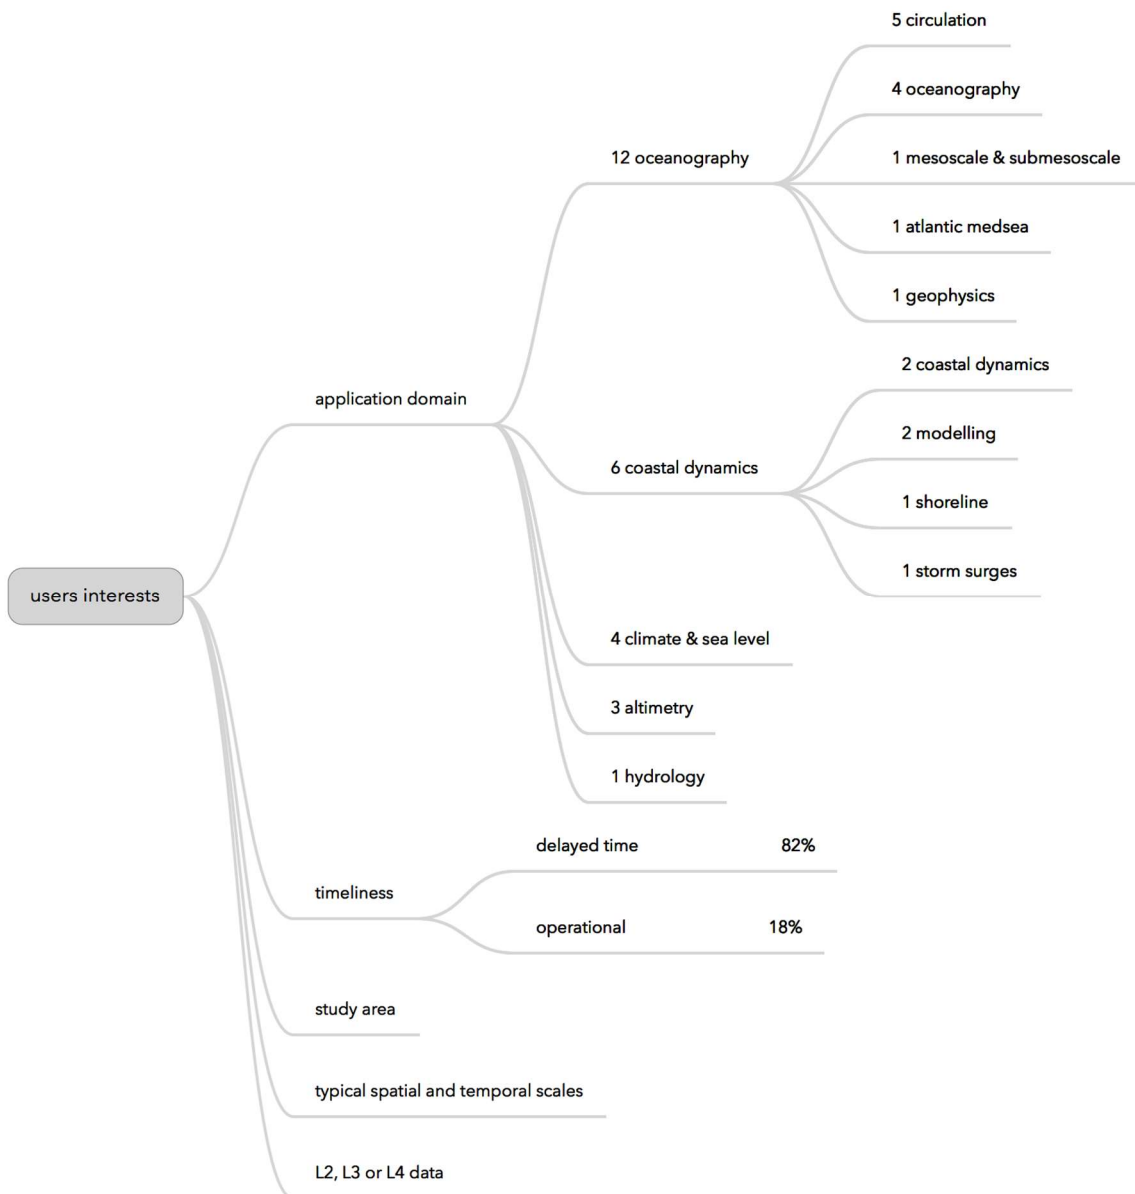 users interests
application domain
12 oceanography
5 circulation
4 oceanography
1 mesoscale & submesoscale
1 atlantic medsea
1 geophysics
6 coastal dynamics
2 coastal dynamics
2 modelling
1 shoreline
1 storm surges
4 climate & sea level
3 altimetry
1 hydrology
timeliness
delayed time 82%
operational 18%
study area
typical spatial and temporal scales
L2, L3 or L4 data